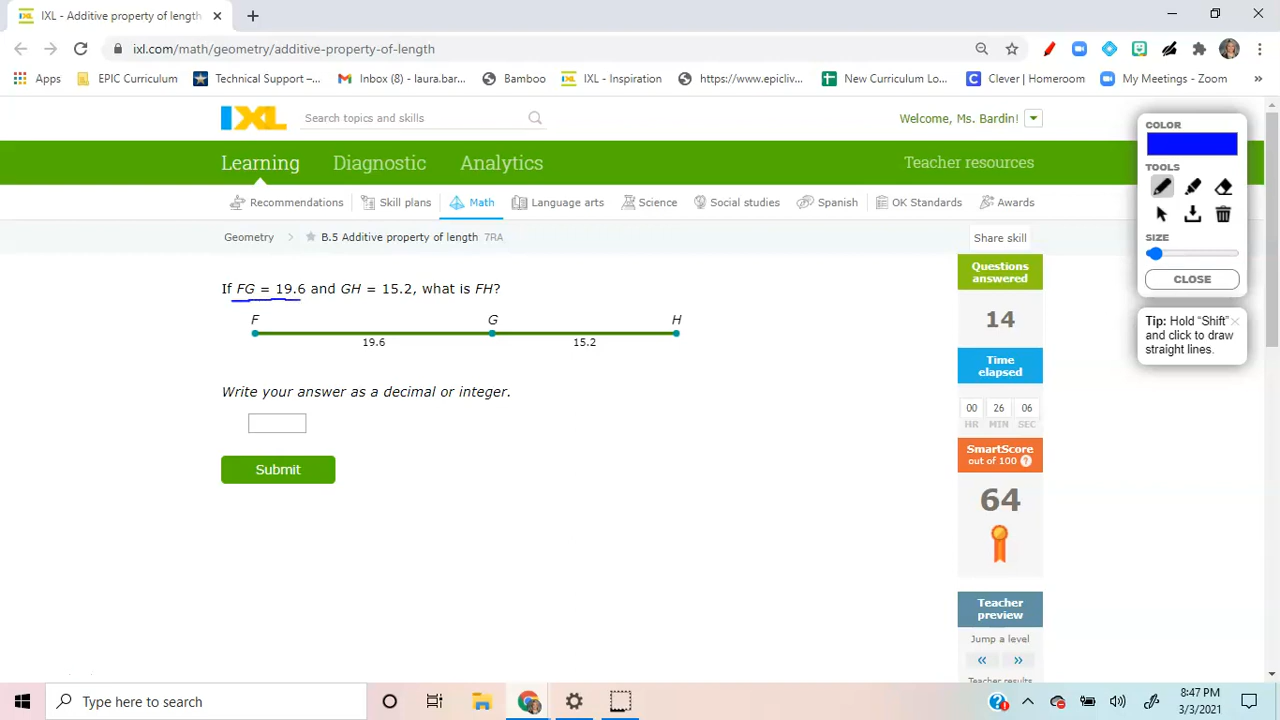 IXL - Additive property of length
ixl.com/math/geometry/additive-property-of-length
Apps EPIC Curriculum Technical Support –... Inbox (8) - laura.bar... Bamboo IXL - Inspiration https://www.epicliv... New Curriculum Lo... Clever | Homeroom My Meetings - Zoom »
IXL Search topics and skills Welcome, Ms. Bardin!
Learning Diagnostic Analytics Teacher resources
Recommendations Skill plans Math Language arts Science Social studies Spanish OK Standards Awards
Geometry > B.5 Additive property of length 7RA Share skill
If FG = 19.6 and GH = 15.2, what is FH?
F G H
19.6 15.2
Write your answer as a decimal or integer.
Submit
Questions answered
14
Time elapsed
00 26 06
HR MIN SEC
SmartScore
out of 100 ?
64
Teacher preview
Jump a level
« »
Teacher results
COLOR
TOOLS
SIZE
CLOSE
Tip: Hold "Shift" and click to draw straight lines.
Type here to search
8:47 PM
3/3/2021